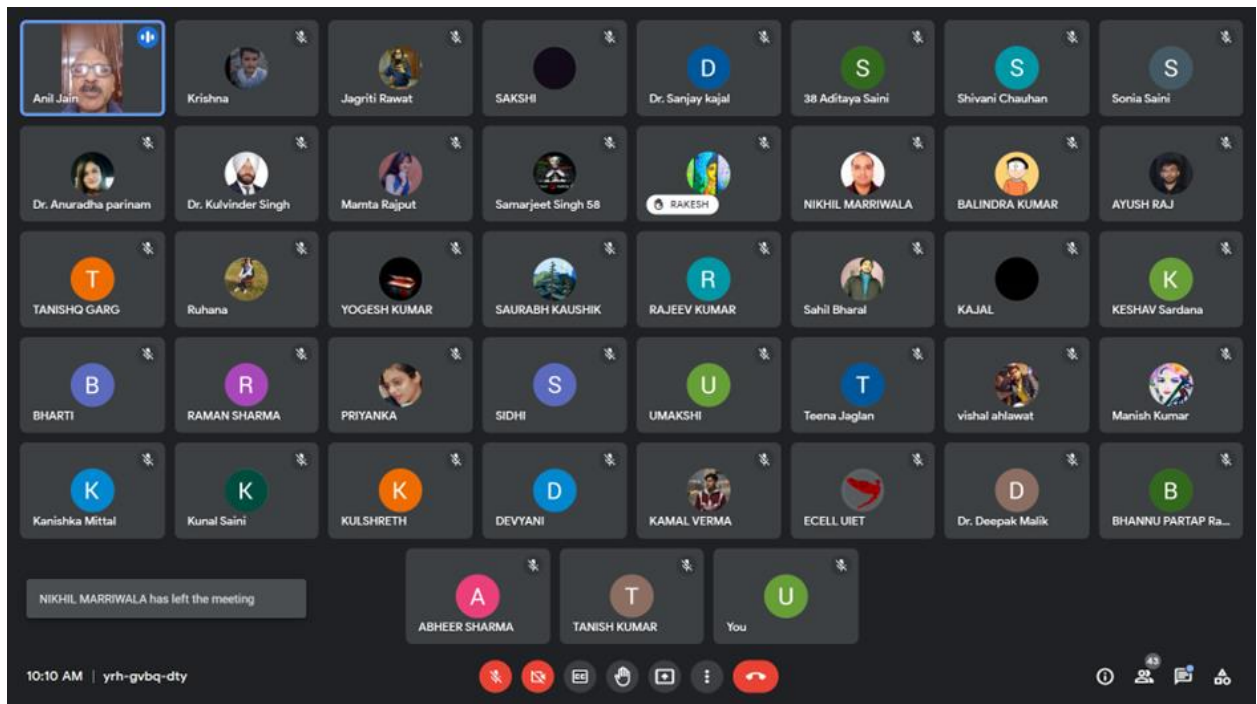 Anil Jain
Krishna
Jagriti Rawat
SAKSHI
D
Dr. Sanjay kajal
S
38 Aditaya Saini
S
Shivani Chauhan
S
Sonia Saini
Dr. Anuradha parinam
Dr. Kulvinder Singh
Mamta Rajput
Samarjeet Singh 58
RAKESH
NIKHIL MARRIWALA
BALINDRA KUMAR
AYUSH RAJ
T
TANISHQ GARG
Ruhana
YOGESH KUMAR
SAURABH KAUSHIK
R
RAJEEV KUMAR
Sahil Bharal
KAJAL
K
KESHAV Sardana
B
BHARTI
R
RAMAN SHARMA
PRIYANKA
S
SIDHI
U
UMAKSHI
T
Teena Jaglan
vishal ahlawat
Manish Kumar
K
Kanishka Mittal
K
Kunal Saini
K
KULSHRETH
D
DEVYANI
KAMAL VERMA
ECELL UIET
D
Dr. Deepak Malik
B
BHANNU PARTAP Ra...
NIKHIL MARRIWALA has left the meeting
A
ABHEER SHARMA
T
TANISH KUMAR
U
You
10:10 AM | yrh-gvbq-dty
CC
43